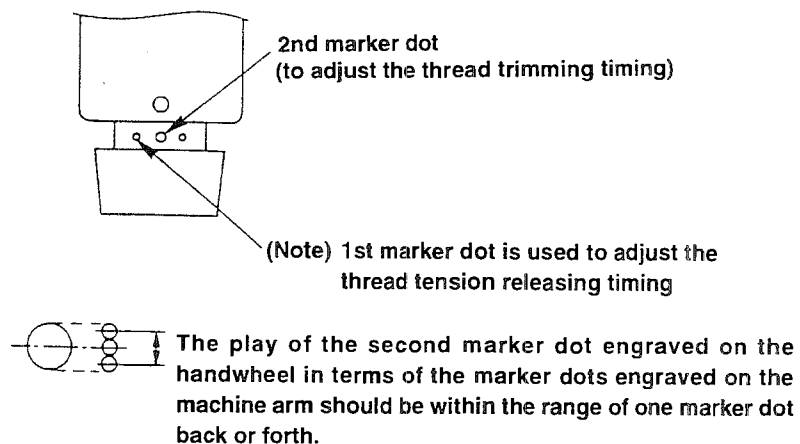 2nd marker dot
(to adjust the thread trimming timing)
(Note) 1st marker dot is used to adjust the
thread tension releasing timing
The play of the second marker dot engraved on the
handwheel in terms of the marker dots engraved on the
machine arm should be within the range of one marker dot
back or forth.